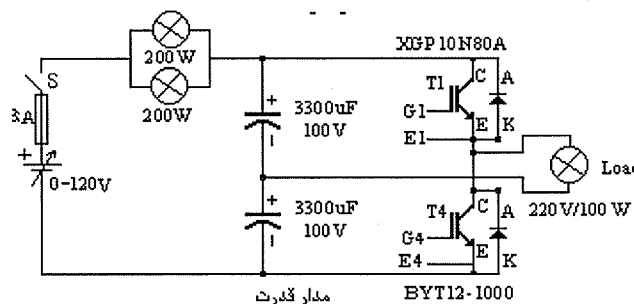 XGP10N80A
200W
200W
S
3A
+
0-120V
+
3300uF
100V
-
+
3300uF
100V
-
T1
C
A
G1
E
K
E1
Load
220V/100W
T4
C
A
G4
E
K
E4
BYT12-1000
مدار قدرت